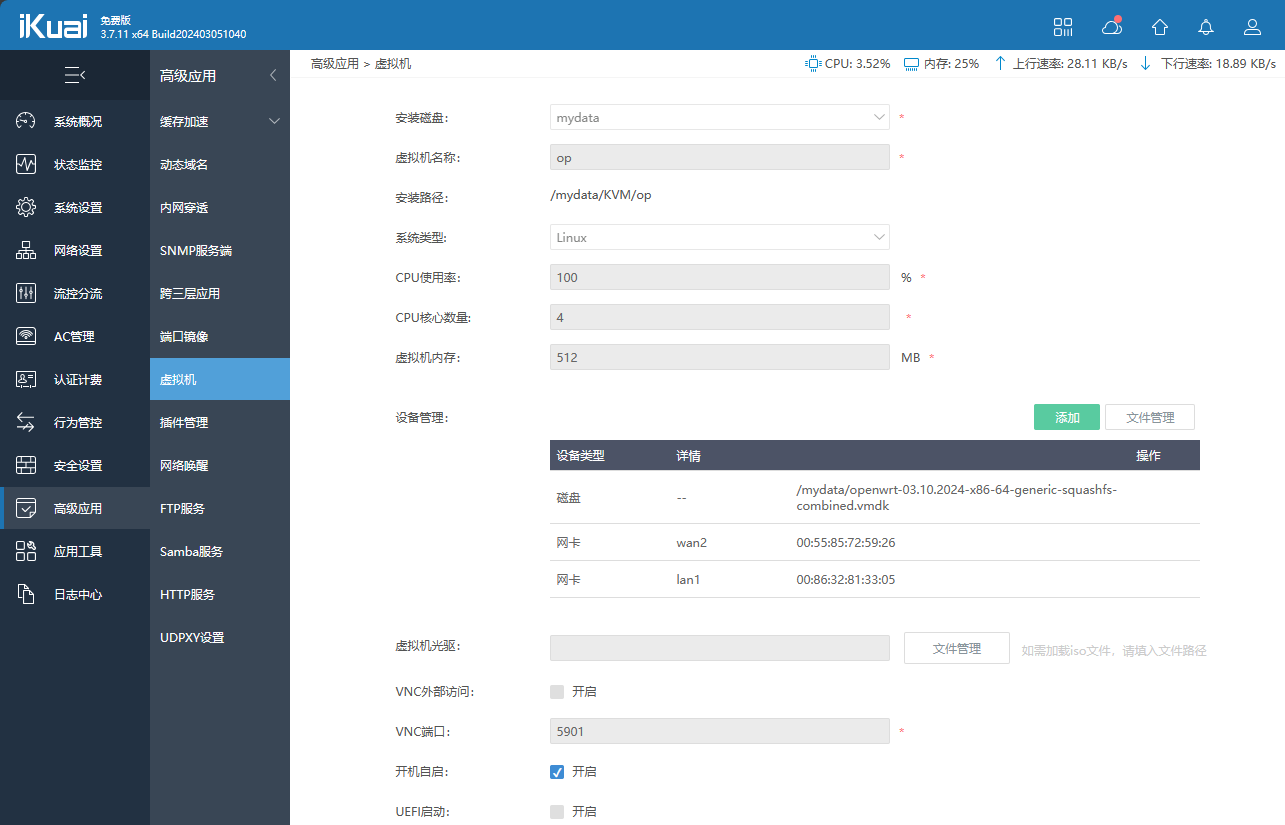 iKuai 免费版
3.7.11 x64 Build202403051040
高级应用
高级应用 > 虚拟机
CPU: 3.52% 内存: 25% 上行速率: 28.11 KB/s 下行速率: 18.89 KB/s
系统概况
状态监控
系统设置
网络设置
流控分流
AC管理
认证计费
行为管控
安全设置
高级应用
应用工具
日志中心
缓存加速
动态域名
内网穿透
SNMP服务端
跨三层应用
端口镜像
虚拟机
插件管理
网络唤醒
FTP服务
Samba服务
HTTP服务
UDPXY设置
安装磁盘: mydata *
虚拟机名称: op *
安装路径: /mydata/KVM/op
系统类型: Linux
CPU使用率: 100 % *
CPU核心数量: 4 *
虚拟机内存: 512 MB *
设备管理: 添加 文件管理
设备类型 详情 操作
磁盘 -- /mydata/openwrt-03.10.2024-x86-64-generic-squashfs-
combined.vmdk
网卡 wan2 00:55:85:72:59:26
网卡 lan1 00:86:32:81:33:05
虚拟机光驱: 文件管理 如需加载iso文件，请填入文件路径
VNC外部访问: 开启
VNC端口: 5901 *
开机自启: 开启
UEFI启动: 开启